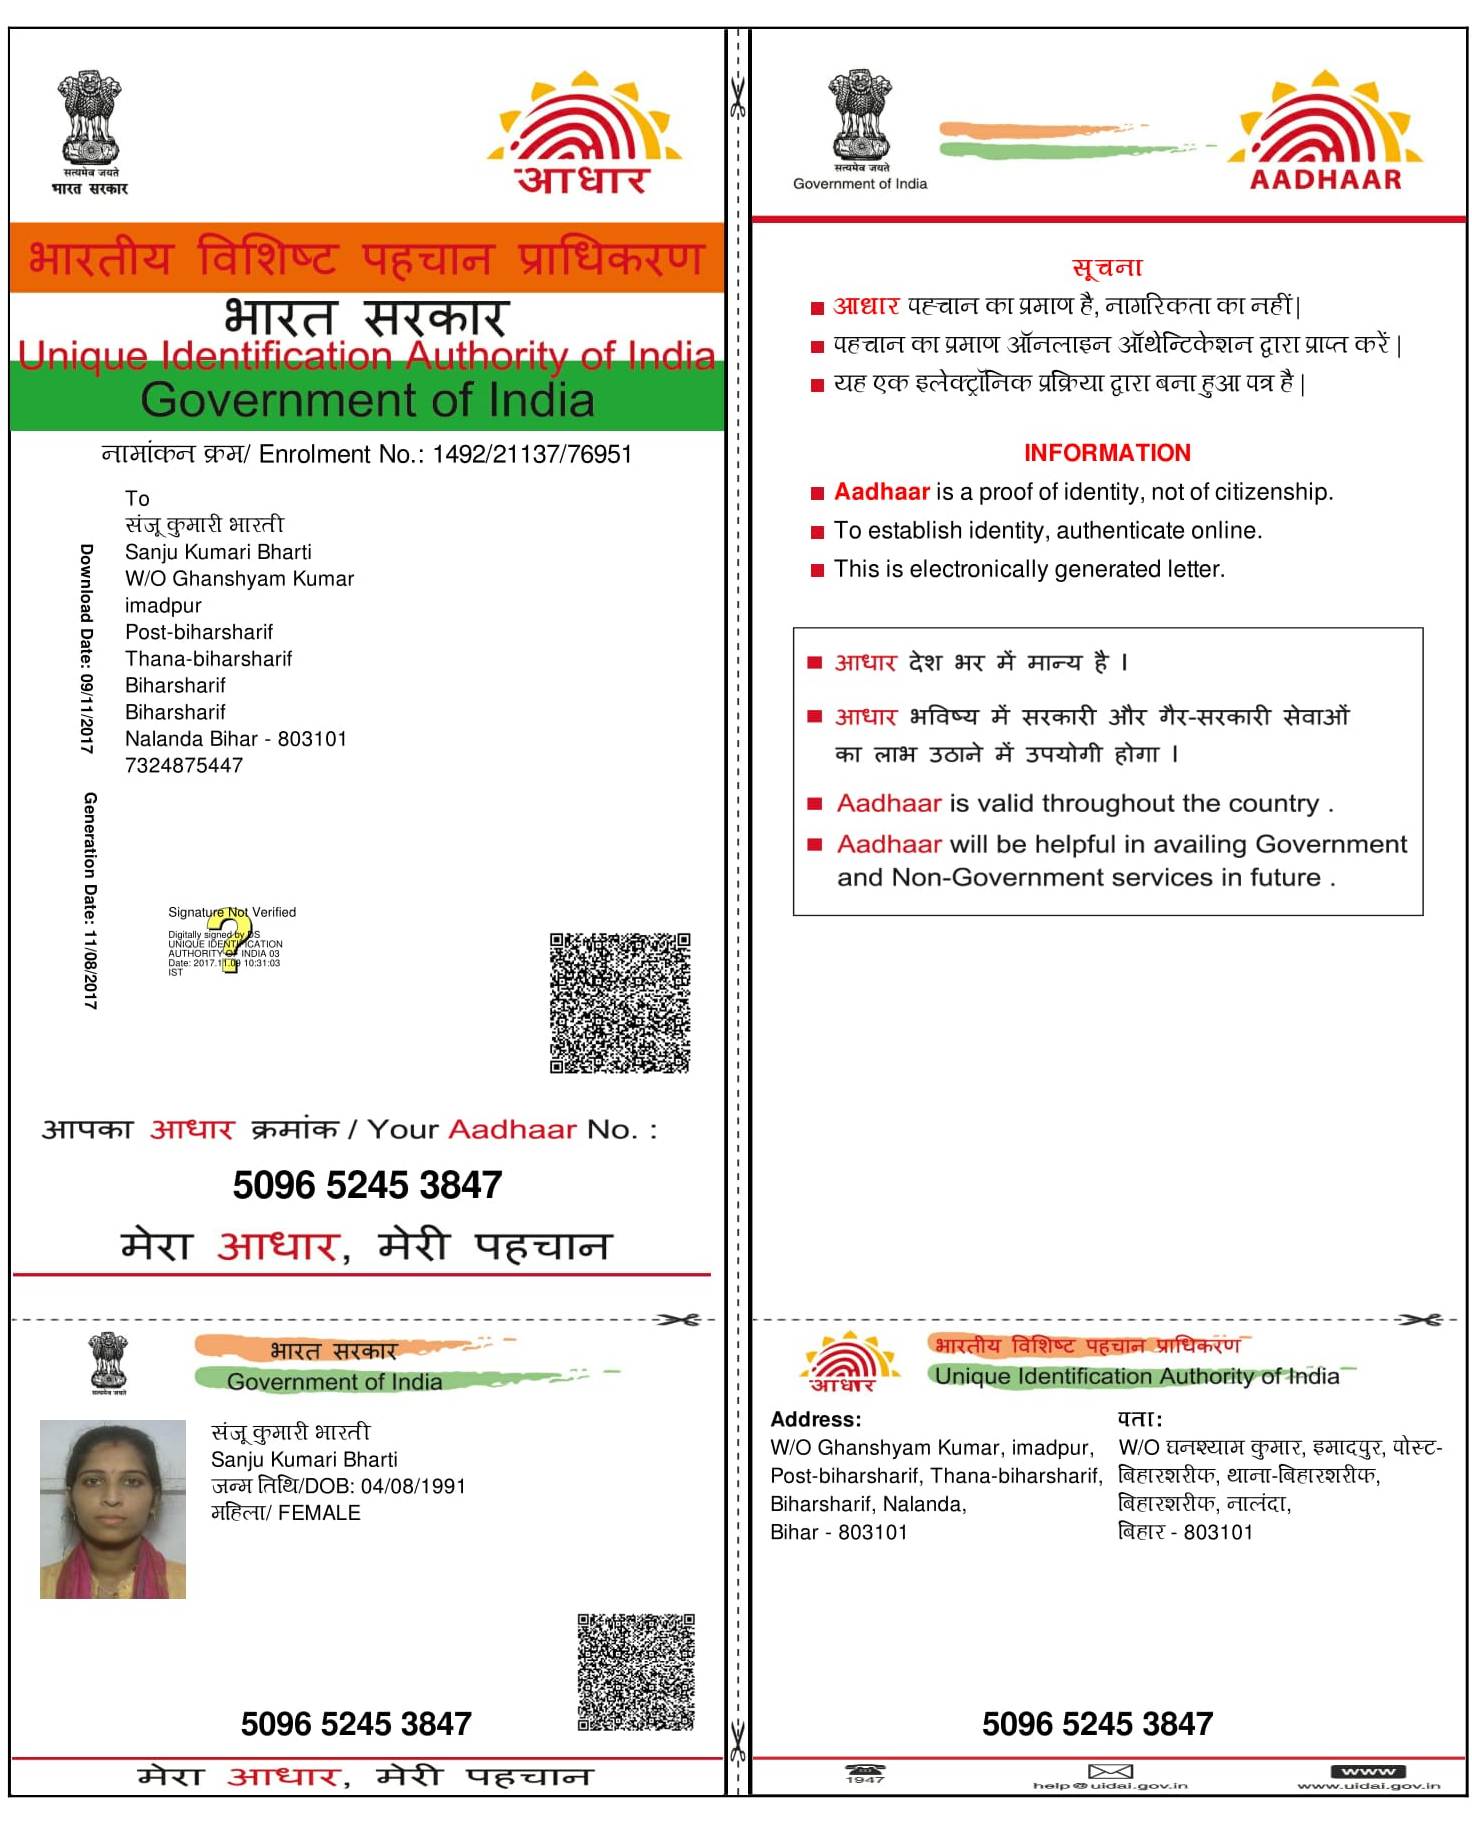 सत्यमेव जयते
भारत सरकार
आधार
भारतीय विशिष्ट पहचान प्राधिकरण
भारत सरकार
Unique Identification Authority of India
Government of India
नामांकन क्रम/ Enrolment No.: 1492/21137/76951
To
संजू कुमारी भारती
Sanju Kumari Bharti
W/O Ghanshyam Kumar
imadpur
Post-biharsharif
Thana-biharsharif
Biharsharif
Biharsharif
Nalanda Bihar - 803101
7324875447
Download Date: 09/11/2017
Generation Date: 11/08/2017
Signature Not Verified
Digitally signed by DS
UNIQUE IDENTIFICATION
AUTHORITY OF INDIA 03
Date: 2017.11.09 10:31:03
IST
आपका आधार क्रमांक / Your Aadhaar No. :
5096 5245 3847
मेरा आधार, मेरी पहचान
सत्यमेव जयते
Government of India
AADHAAR
सूचना
आधार पहचान का प्रमाण है, नागरिकता का नहीं|
पहचान का प्रमाण ऑनलाइन ऑथेन्टिकेशन द्वारा प्राप्त करें |
यह एक इलेक्ट्रॉनिक प्रक्रिया द्वारा बना हुआ पत्र है |
INFORMATION
Aadhaar is a proof of identity, not of citizenship.
To establish identity, authenticate online.
This is electronically generated letter.
आधार देश भर में मान्य है ।
आधार भविष्य में सरकारी और गैर-सरकारी सेवाओं
का लाभ उठाने में उपयोगी होगा ।
Aadhaar is valid throughout the country .
Aadhaar will be helpful in availing Government
and Non-Government services in future .
सत्यमेव जयते
भारत सरकार
Government of India
संजू कुमारी भारती
Sanju Kumari Bharti
जन्म तिथि/DOB: 04/08/1991
महिला/ FEMALE
5096 5245 3847
मेरा आधार, मेरी पहचान
आधार
भारतीय विशिष्ट पहचान प्राधिकरण
Unique Identification Authority of India
Address:
W/O Ghanshyam Kumar, imadpur,
Post-biharsharif, Thana-biharsharif,
Biharsharif, Nalanda,
Bihar - 803101
पता:
W/O घनश्याम कुमार, इमादपुर, पोस्ट-
बिहारशरीफ, थाना-बिहारशरीफ,
बिहारशरीफ, नालंदा,
बिहार - 803101
5096 5245 3847
1947
help@uidai.gov.in
www
www.uidai.gov.in